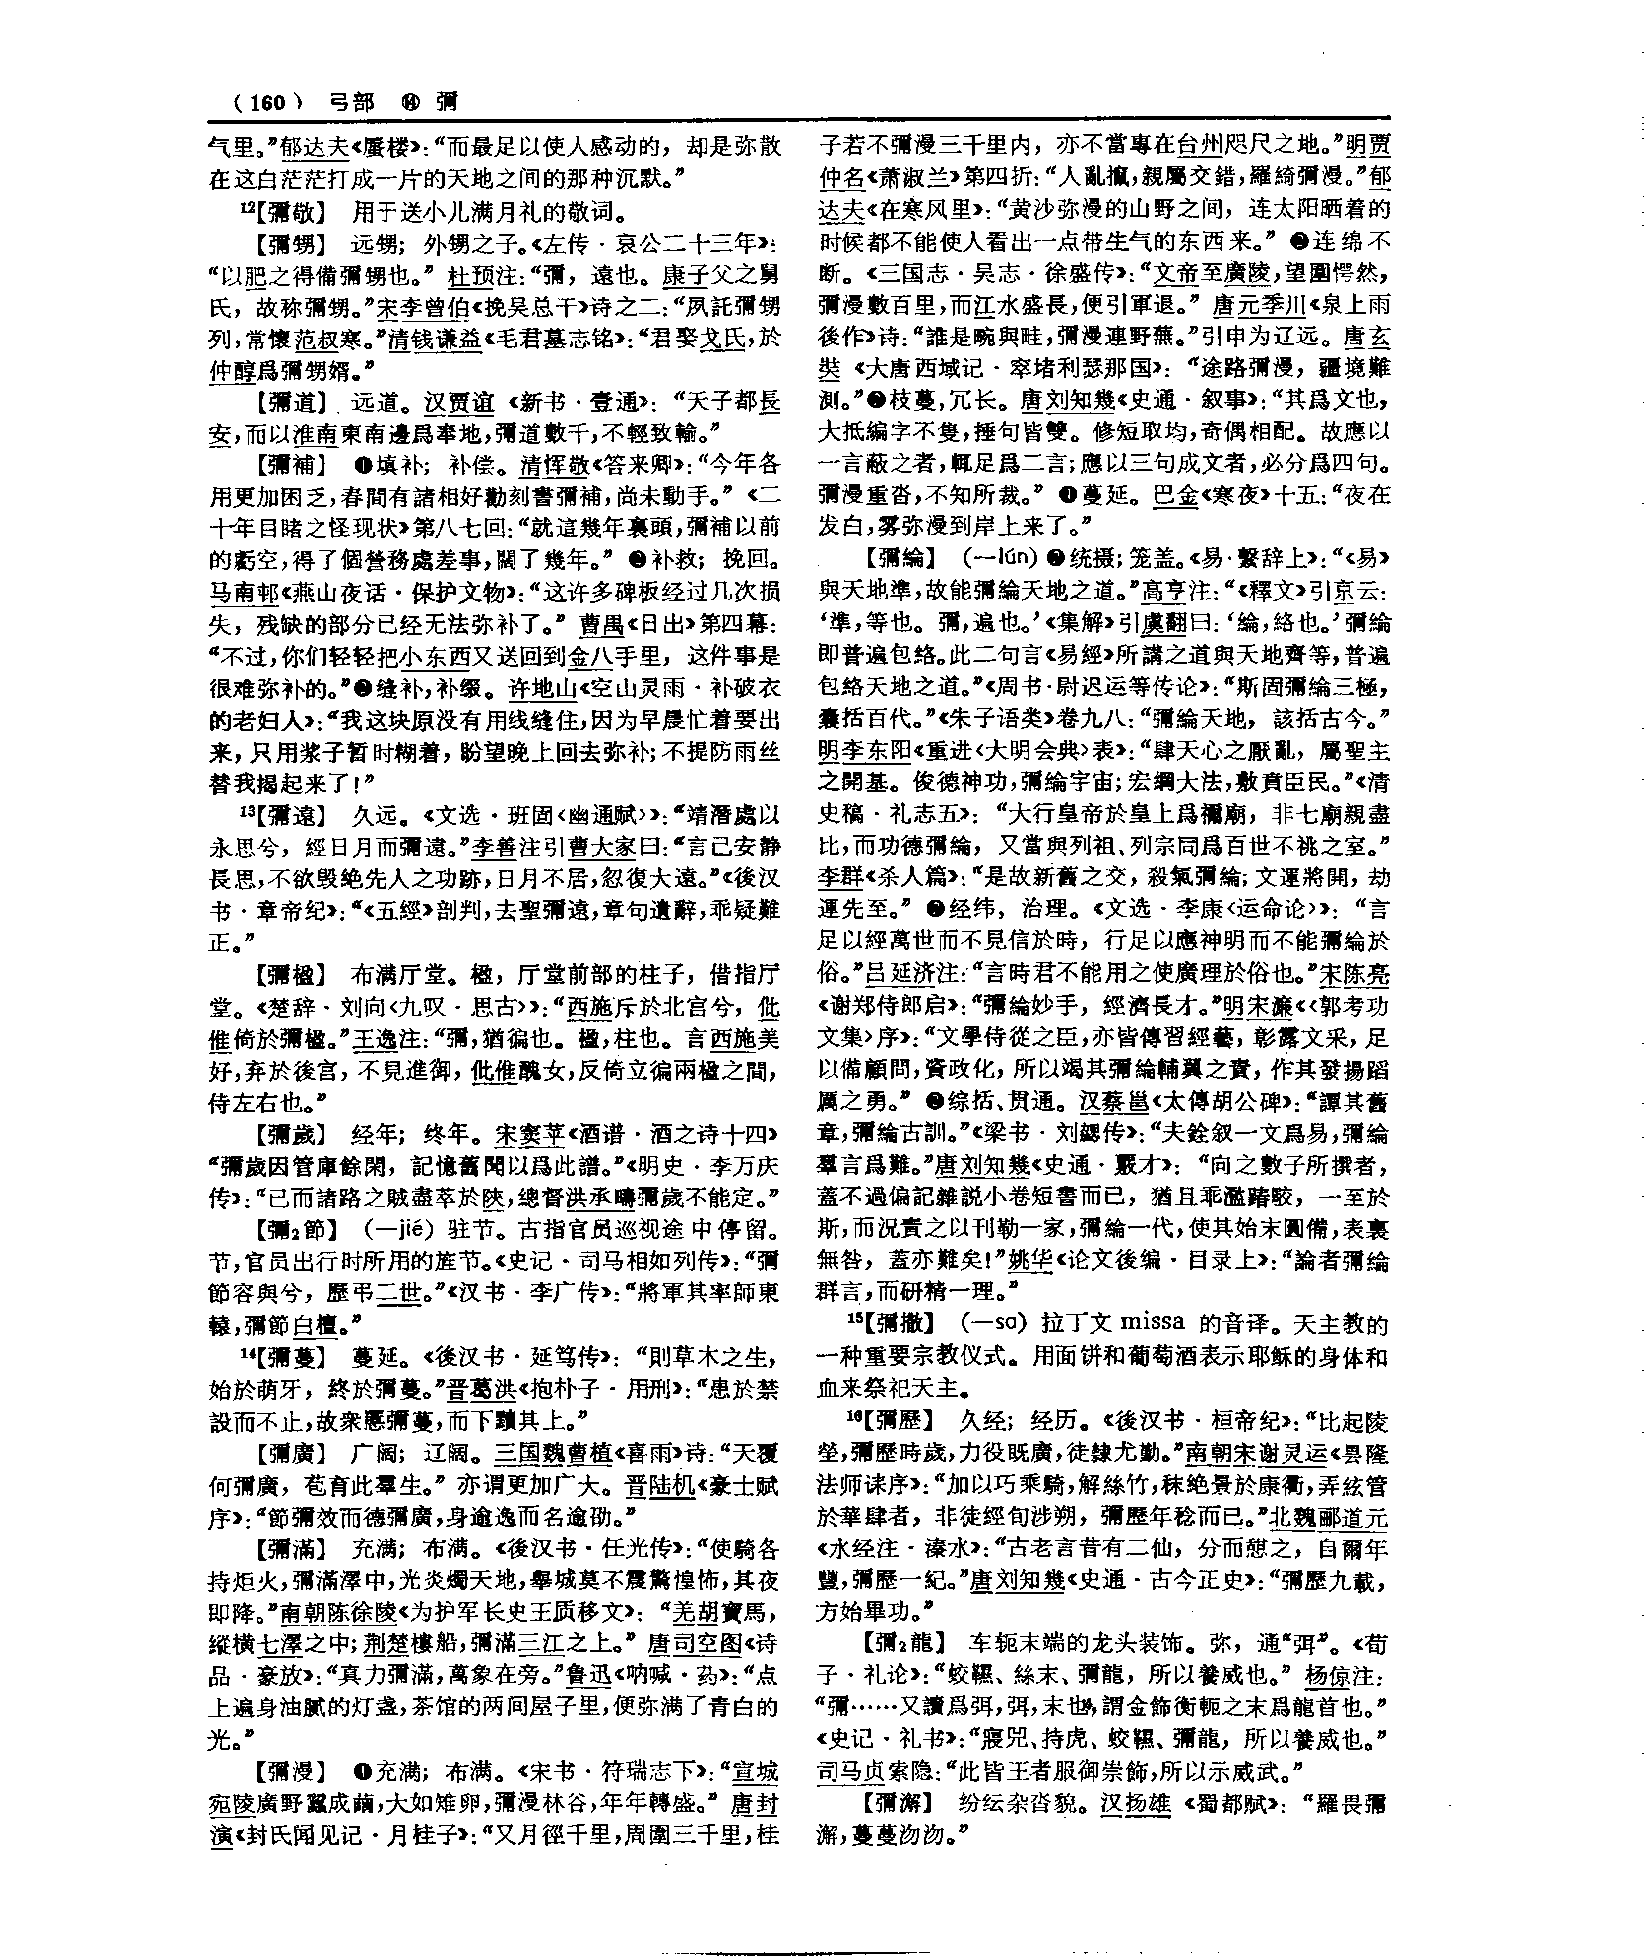 （160） 弓部 ⑭ 彌
气里。”郁达夫《蜃楼》：“而最足以使人感动的，却是弥散
在这白茫茫打成一片的天地之间的那种沉默。”
12【彌敬】 用于送小儿满月礼的敬词。
【彌甥】 远甥；外甥之子。《左传·哀公二十三年》：
“以肥之得備彌甥也。”杜预注：“彌，遠也。康子父之舅
氏，故称彌甥。”宋李曾伯《挽吴总干》诗之二：“夙託彌甥
列，常懷范叔寒。”清钱谦益《毛君墓志铭》：“君娶戈氏，於
仲醇爲彌甥婿。”
【彌道】 远道。汉贾谊《新书·壹通》：“天子都長
安，而以淮南東南邊爲奉地，彌道數千，不輕致輸。”
【彌補】 ❶填补；补偿。清恽敬《答来卿》：“今年各
用更加困乏，春間有諸相好勸刻書彌補，尚未動手。”《二
十年目睹之怪现状》第八七回：“就這幾年裏頭，彌補以前
的虧空，得了個營務處差事，闊了幾年。”❷补救；挽回。
马南邨《燕山夜话·保护文物》：“这许多碑板经过几次损
失，残缺的部分已经无法弥补了。”曹禺《日出》第四幕：
“不过，你们轻轻把小东西又送回到金八手里，这件事是
很难弥补的。”❸缝补，补缀。许地山《空山灵雨·补破衣
的老妇人》：“我这块原没有用线缝住，因为早晨忙着要出
来，只用浆子暂时糊着，盼望晚上回去弥补；不提防雨丝
替我揭起来了！”
13【彌遠】 久远。《文选·班固〈幽通赋〉》：“靖潛處以
永思兮，經日月而彌遠。”李善注引曹大家曰：“言己安静
長思，不欲毁絶先人之功跡，日月不居，忽復大遠。”《後汉
书·章帝纪》：“《五經》剖判，去聖彌遠，章句遺辭，乖疑難
正。”
【彌楹】 布满厅堂。楹，厅堂前部的柱子，借指厅
堂。《楚辞·刘向〈九叹·思古〉》：“西施斥於北宫兮，仳
倠倚於彌楹。”王逸注：“彌，猶徧也。楹，柱也。言西施美
好，弃於後宫，不見進御，仳倠醜女，反倚立徧兩楹之間，
侍左右也。”
【彌歲】 经年；终年。宋窦苹《酒谱·酒之诗十四》
“彌歲因管庫餘閑，記憶舊聞以爲此譜。”《明史·李万庆
传》：“已而諸路之賊盡萃於陝，總督洪承疇彌歲不能定。”
【彌2節】 （—jié）驻节。古指官员巡视途中停留。
节，官员出行时所用的旌节。《史记·司马相如列传》：“彌
節容與兮，歷弔二世。”《汉书·李广传》：“將軍其率師東
轅，彌節白檀。”
14【彌蔓】 蔓延。《後汉书·延笃传》：“則草木之生，
始於萌牙，終於彌蔓。”晋葛洪《抱朴子·用刑》：“患於禁
設而不止，故衆慝彌蔓，而下黷其上。”
【彌廣】 广阔；辽阔。三国魏曹植《喜雨》诗：“天覆
何彌廣，苞育此羣生。”亦谓更加广大。晋陆机《豪士赋
序》：“節彌效而德彌廣，身逾逸而名逾劭。”
【彌滿】 充满；布满。《後汉书·任光传》：“使騎各
持炬火，彌滿澤中，光炎燭天地，舉城莫不震驚惶怖，其夜
即降。”南朝陈徐陵《为护军长史王质移文》：“羌胡寶馬，
縱横七澤之中；荆楚樓船，彌滿三江之上。”唐司空图《诗
品·豪放》：“真力彌滿，萬象在旁。”鲁迅《呐喊·药》：“点
上遍身油腻的灯盏，茶馆的两间屋子里，便弥满了青白的
光。”
【彌漫】 ❶充满；布满。《宋书·符瑞志下》：“宣城
宛陵廣野蠶成繭，大如雉卵，彌漫林谷，年年轉盛。”唐封
演《封氏闻见记·月桂子》：“又月徑千里，周圍三千里，桂
子若不彌漫三千里内，亦不當專在台州咫尺之地。”明贾
仲名《萧淑兰》第四折：“人亂攛，親屬交錯，羅綺彌漫。”郁
达夫《在寒风里》：“黄沙弥漫的山野之间，连太阳晒着的
时候都不能使人看出一点带生气的东西来。”❷连绵不
断。《三国志·吴志·徐盛传》：“文帝至廣陵，望圍愕然，
彌漫數百里，而江水盛長，便引軍退。”唐元季川《泉上雨
後作》诗：“誰是畹與畦，彌漫連野蕪。”引申为辽远。唐玄
奘《大唐西域记·窣堵利瑟那国》：“途路彌漫，疆境難
測。”❸枝蔓，冗长。唐刘知幾《史通·叙事》：“其爲文也，
大抵編字不隻，捶句皆雙。修短取均，奇偶相配。故應以
一言蔽之者，輒足爲二言；應以三句成文者，必分爲四句。
彌漫重沓，不知所裁。”❹蔓延。巴金《寒夜》十五：“夜在
发白，雾弥漫到岸上来了。”
【彌綸】 （—lún）❶统摄；笼盖。《易·繫辞上》：“《易》
與天地準，故能彌綸天地之道。”高亨注：“《釋文》引京云：
‘準，等也。彌，遍也。’《集解》引虞翻曰：‘綸，絡也。’彌綸
即普遍包絡。此二句言《易經》所講之道與天地齊等，普遍
包絡天地之道。”《周书·尉迟运等传论》：“斯固彌綸三極，
囊括百代。”《朱子语类》卷九八：“彌綸天地，該括古今。”
明李东阳《重进〈大明会典〉表》：“肆天心之厭亂，屬聖主
之開基。俊德神功，彌綸宇宙；宏綱大法，敷賁臣民。”《清
史稿·礼志五》：“大行皇帝於皇上爲禰廟，非七廟親盡
比，而功德彌綸，又當與列祖、列宗同爲百世不祧之室。”
李群《杀人篇》：“是故新舊之交，殺氣彌綸；文運將開，劫
運先至。”❷经纬，治理。《文选·李康〈运命论〉》：“言
足以經萬世而不見信於時，行足以應神明而不能彌綸於
俗。”吕延济注：“言時君不能用之使廣理於俗也。”宋陈亮
《谢郑侍郎启》：“彌綸妙手，經濟長才。”明宋濂《〈郭考功
文集〉序》：“文學侍從之臣，亦皆傳習經藝，彰露文采，足
以備顧問，資政化，所以竭其彌綸輔翼之責，作其發揚蹈
厲之勇。”❸综括、贯通。汉蔡邕《太傅胡公碑》：“譚其舊
章，彌綸古訓。”《梁书·刘勰传》：“夫銓叙一文爲易，彌綸
羣言爲難。”唐刘知幾《史通·覈才》：“向之數子所撰者，
蓋不過偏記雜説小卷短書而已，猶且乖濫踳駁，一至於
斯，而況責之以刊勒一家，彌綸一代，使其始末圓備，表裏
無咎，蓋亦難矣！”姚华《论文後编·目录上》：“論者彌綸
群言，而研精一理。”
15【彌撒】 （—sɑ）拉丁文 missa 的音译。天主教的
一种重要宗教仪式。用面饼和葡萄酒表示耶稣的身体和
血来祭祀天主。
16【彌歷】 久经；经历。《後汉书·桓帝纪》：“比起陵
塋，彌歷時歲，力役既廣，徒隸尤勤。”南朝宋谢灵运《昙隆
法师诔序》：“加以巧乘騎，解絲竹，秣絶景於康衢，弄絃管
於華肆者，非徒經旬涉朔，彌歷年稔而已。”北魏郦道元
《水经注·溱水》：“古老言昔有二仙，分而憩之，自爾年
豐，彌歷一紀。”唐刘知幾《史通·古今正史》：“彌歷九載，
方始畢功。”
【彌2龍】 车轭末端的龙头装饰。弥，通“弭”。《荀
子·礼论》：“蛟韅、絲末、彌龍，所以養威也。”杨倞注：
“彌……又讀爲弭，弭，末也，謂金飾衡軛之末爲龍首也。”
《史记·礼书》：“寢兕、持虎、蛟韅、彌龍，所以養威也。”
司马贞索隐：“此皆王者服御崇飾，所以示威武。”
【彌澥】 纷纭杂沓貌。汉扬雄《蜀都赋》：“羅畏彌
澥，蔓蔓沕沕。”